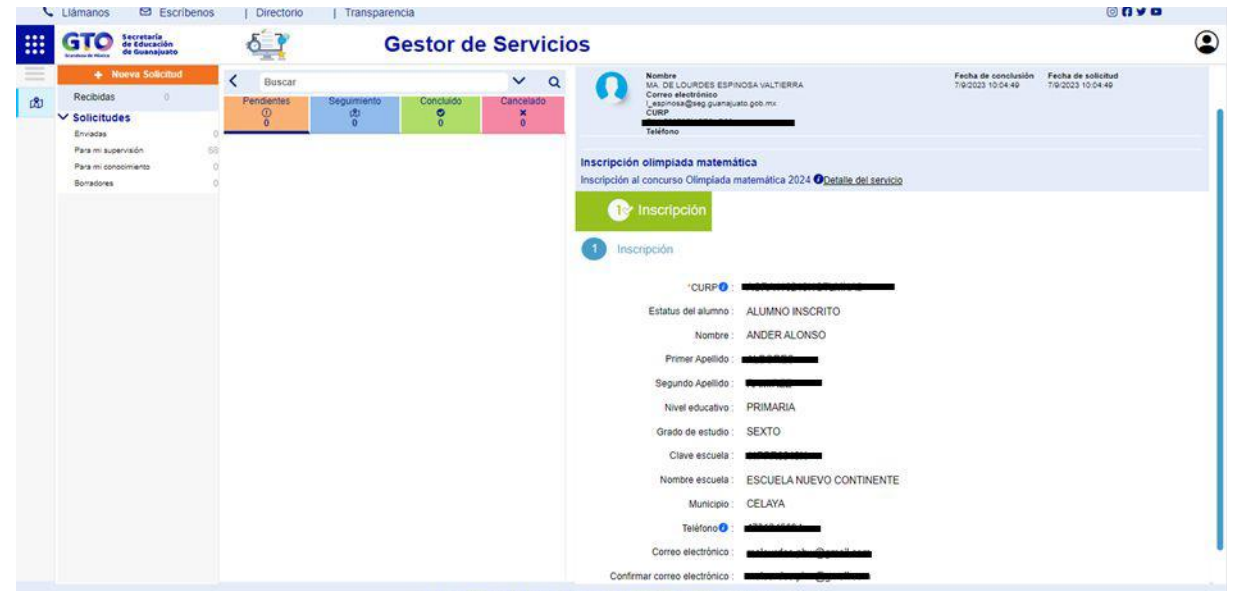 Llámanos Escríbenos | Directorio | Transparencia
GTO Secretaría de Educación de Guanajuato
Gestor de Servicios
+ Nueva Solicitud
Recibidas 0
Solicitudes
Enviadas 0
Para mi supervisión 58
Para mi conocimiento 0
Borradores 0
Buscar
Pendientes Seguimiento Concluido Cancelado
0 0 0 0
Nombre
MA. DE LOURDES ESPINOSA VALTIERRA
Correo electrónico
l_espinosa@seg.guanajuato.gob.mx
CURP
Teléfono
Fecha de conclusión Fecha de solicitud
7/9/2023 10:04:49 7/9/2023 10:04:49
Inscripción olimpiada matemática
Inscripción al concurso Olimpiada matemática 2024 Detalle del servicio
1 Inscripción
1 Inscripción
*CURP :
Estatus del alumno : ALUMNO INSCRITO
Nombre : ANDER ALONSO
Primer Apellido :
Segundo Apellido :
Nivel educativo : PRIMARIA
Grado de estudio : SEXTO
Clave escuela :
Nombre escuela : ESCUELA NUEVO CONTINENTE
Municipio : CELAYA
Teléfono :
Correo electrónico :
Confirmar correo electrónico :